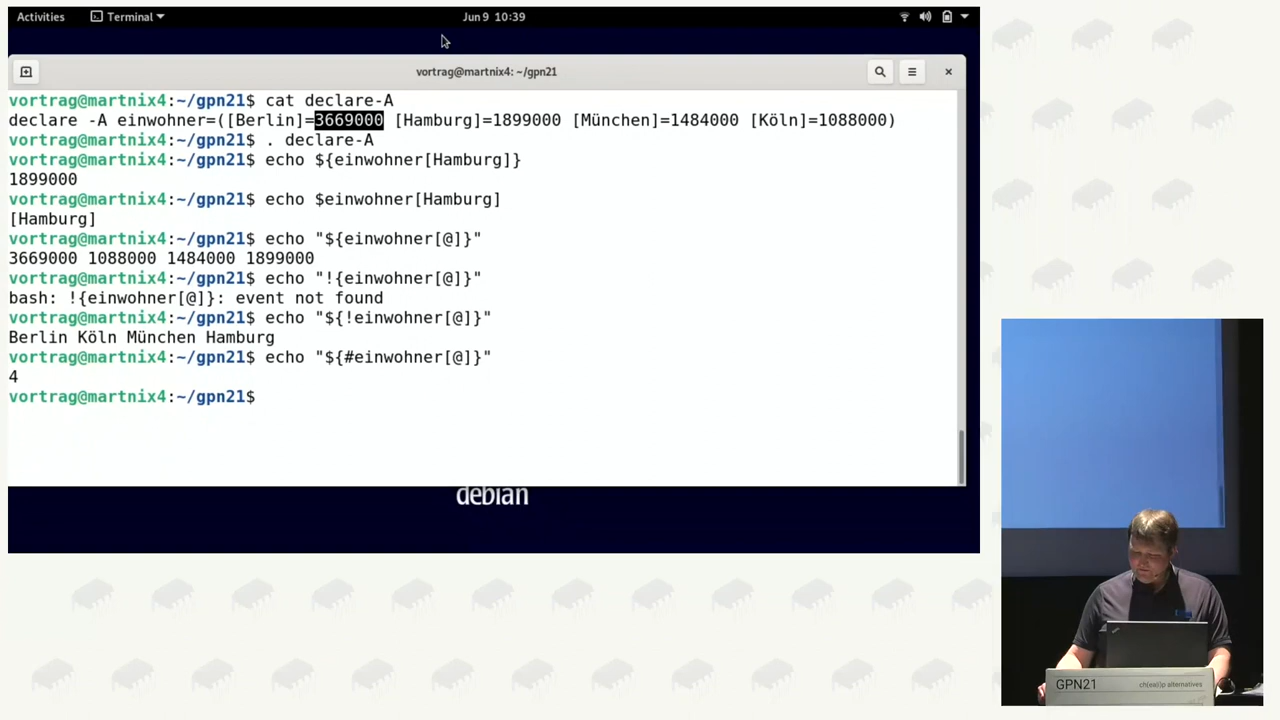 Activities
Terminal
Jun 9 10:39
vortrag@martnix4: ~/gpn21
vortrag@martnix4:~/gpn21$ cat declare-A
declare -A einwohner=([Berlin]=3669000 [Hamburg]=1899000 [München]=1484000 [Köln]=1088000)
vortrag@martnix4:~/gpn21$ . declare-A
vortrag@martnix4:~/gpn21$ echo ${einwohner[Hamburg]}
1899000
vortrag@martnix4:~/gpn21$ echo $einwohner[Hamburg]
[Hamburg]
vortrag@martnix4:~/gpn21$ echo "${einwohner[@]}"
3669000 1088000 1484000 1899000
vortrag@martnix4:~/gpn21$ echo "!{einwohner[@]}"
bash: !{einwohner[@]}: event not found
vortrag@martnix4:~/gpn21$ echo "${!einwohner[@]}"
Berlin Köln München Hamburg
vortrag@martnix4:~/gpn21$ echo "${#einwohner[@]}"
4
vortrag@martnix4:~/gpn21$
debian
GPN21
ch(ea)ip alternatives